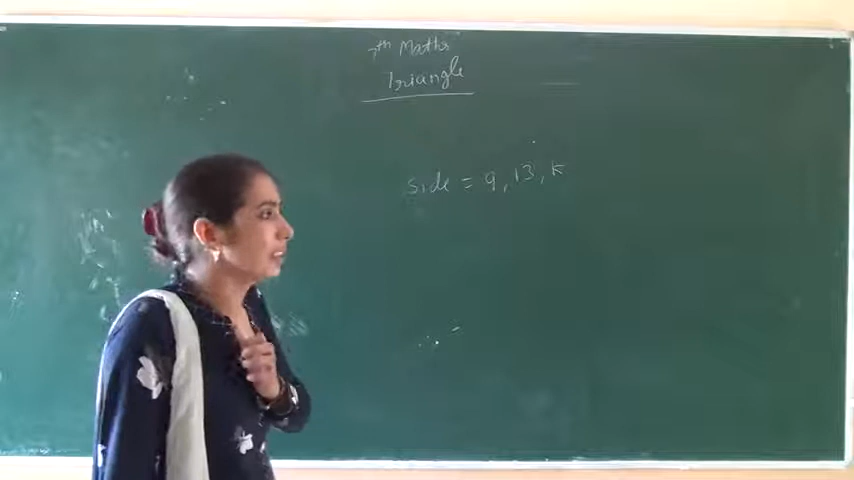 7th Maths
Triangle
side = 9, 13, K